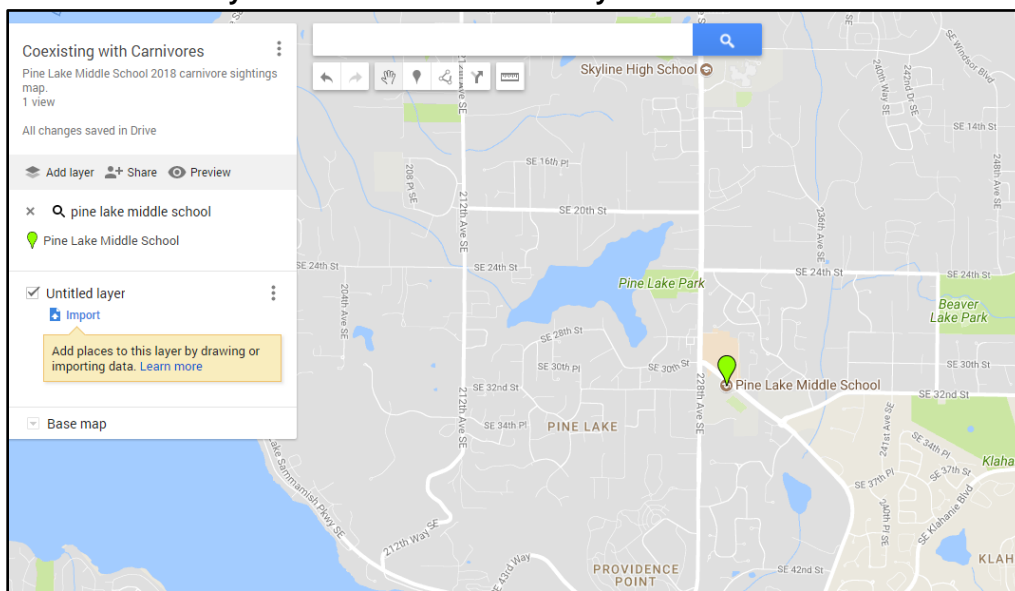 Coexisting with Carnivores
Pine Lake Middle School 2018 carnivore sightings
map.
1 view
All changes saved in Drive
Add layer Share Preview
pine lake middle school
Pine Lake Middle School
Untitled layer
Import
Add places to this layer by drawing or
importing data. Learn more
Base map
Skyline High School
SE Windsor Blvd
240th Way SE
242nd Dr SE
SE 14th St
248th Ave SE
SE 16th Pl
208 Pl SE
212th Ave SE
SE 20th St
236th Ave SE
SE 24th St
SE 24th St
SE 24th St
SE 24th St
204th Ave SE
Pine Lake Park
Beaver
Lake Park
SE 28th St
SE 30th Pl
SE 30th St
SE 30th St
Pine Lake Middle School
SE 32nd St
SE 32nd St
212th Ave SE
228th Ave SE
SE 34th Pl
PINE LAKE
241st Ave SE
SE 34th Pl
SE 37th St
Klaha
SE 37th Pl
Lake Sammamish Pkwy SE
240th Pl SE
SE Klahanie Blvd
212th Way SE
SE 43rd Way
PROVIDENCE
POINT
SE 42nd St
KLAH